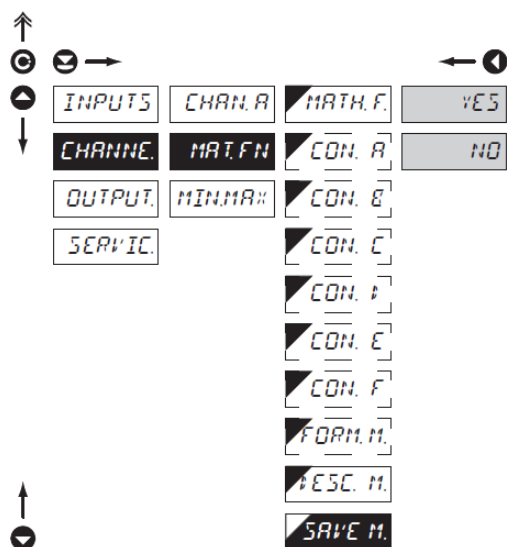 INPUTS CHAN. A MATH. F. YES
CHANNE. MAT.FN CON. A NO
OUTPUT. MIN.MAX CON. B
SERVIC. CON. C
CON. D
CON. E
CON. F
FORM. M.
DESC. M.
SAVE M.